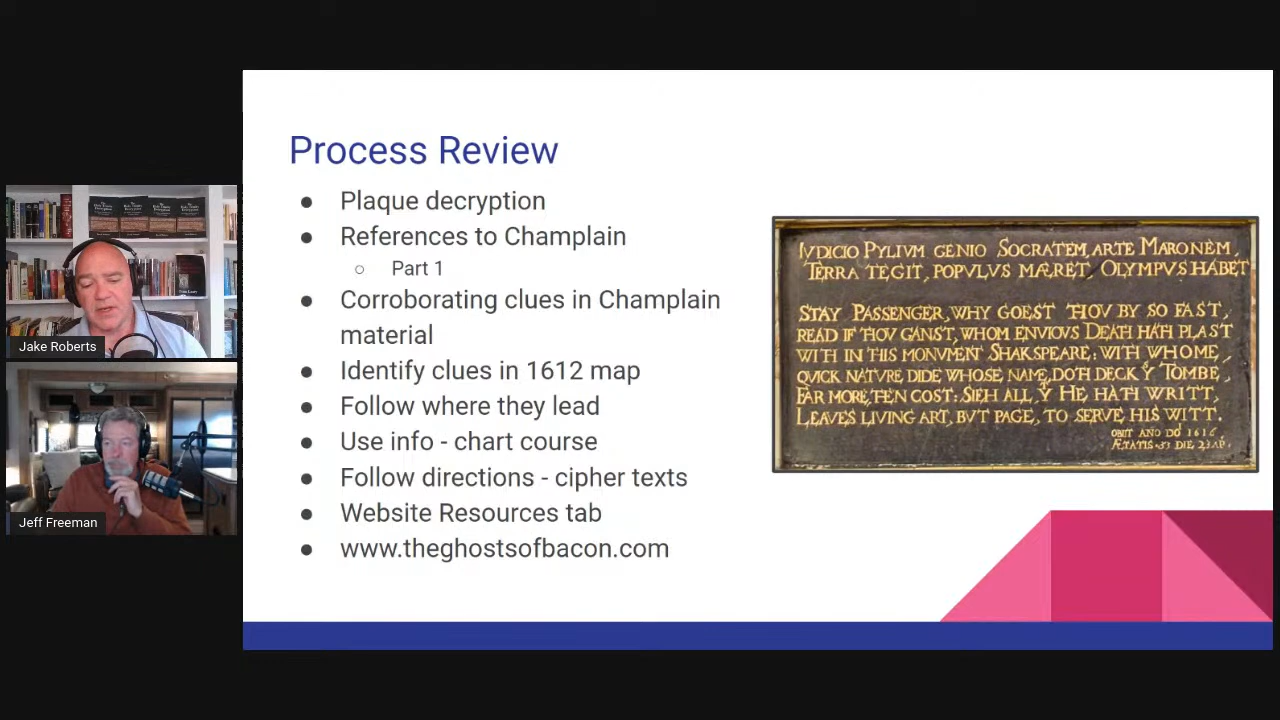 Process Review
Plaque decryption
References to Champlain
Part 1
Corroborating clues in Champlain
material
Identify clues in 1612 map
Follow where they lead
Use info - chart course
Follow directions - cipher texts
Website Resources tab
www.theghostsofbacon.com
IVDICIO PYLIVM GENIO SOCRATEM, ARTE MARONEM,
TERRA TEGIT, POPVLVS MÆRET, OLYMPVS HABET
STAY PASSENGER, WHY GOEST THOV BY SO FAST,
READ IF THOV CANST, WHOM ENVIOVS DEATH HATH PLAST
WITH IN THIS MONVMENT SHAKSPEARE: WITH WHOME,
QVICK NATVRE DIDE WHOSE NAME, DOTH DECK Y TOMBE,
FAR MORE, THEN COST: SIEH ALL, Y HE HATH WRITT,
LEAVES LIVING ART, BVT PAGE, TO SERVE HIS WITT.
OBIIT ANO DO 1616,
ÆTATIS·53 DIE 23 AP.
Jake Roberts
Jeff Freeman